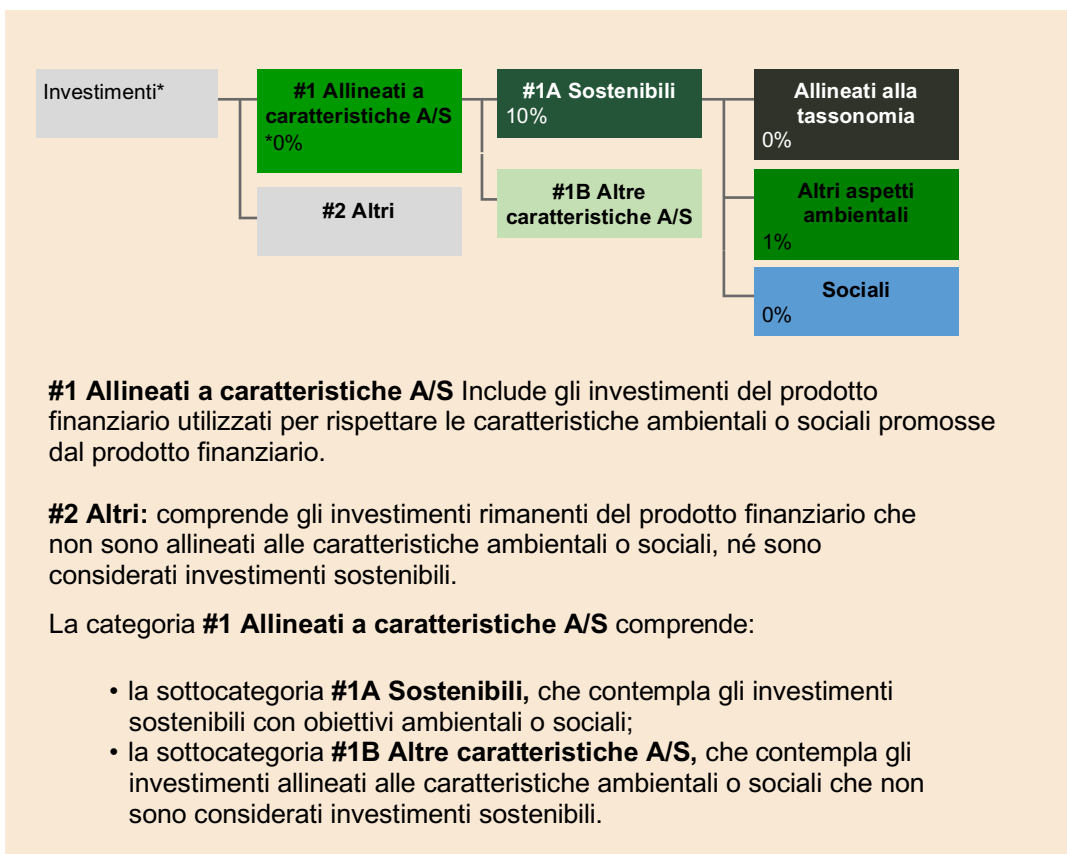 Investimenti*
#1 Allineati a
caratteristiche A/S
*0%
#2 Altri
#1A Sostenibili
10%
#1B Altre
caratteristiche A/S
Allineati alla
tassonomia
0%
Altri aspetti
ambientali
1%
Sociali
0%
#1 Allineati a caratteristiche A/S Include gli investimenti del prodotto
finanziario utilizzati per rispettare le caratteristiche ambientali o sociali promosse
dal prodotto finanziario.
#2 Altri: comprende gli investimenti rimanenti del prodotto finanziario che
non sono allineati alle caratteristiche ambientali o sociali, né sono
considerati investimenti sostenibili.
La categoria #1 Allineati a caratteristiche A/S comprende:
• la sottocategoria #1A Sostenibili, che contempla gli investimenti
sostenibili con obiettivi ambientali o sociali;
• la sottocategoria #1B Altre caratteristiche A/S, che contempla gli
investimenti allineati alle caratteristiche ambientali o sociali che non
sono considerati investimenti sostenibili.